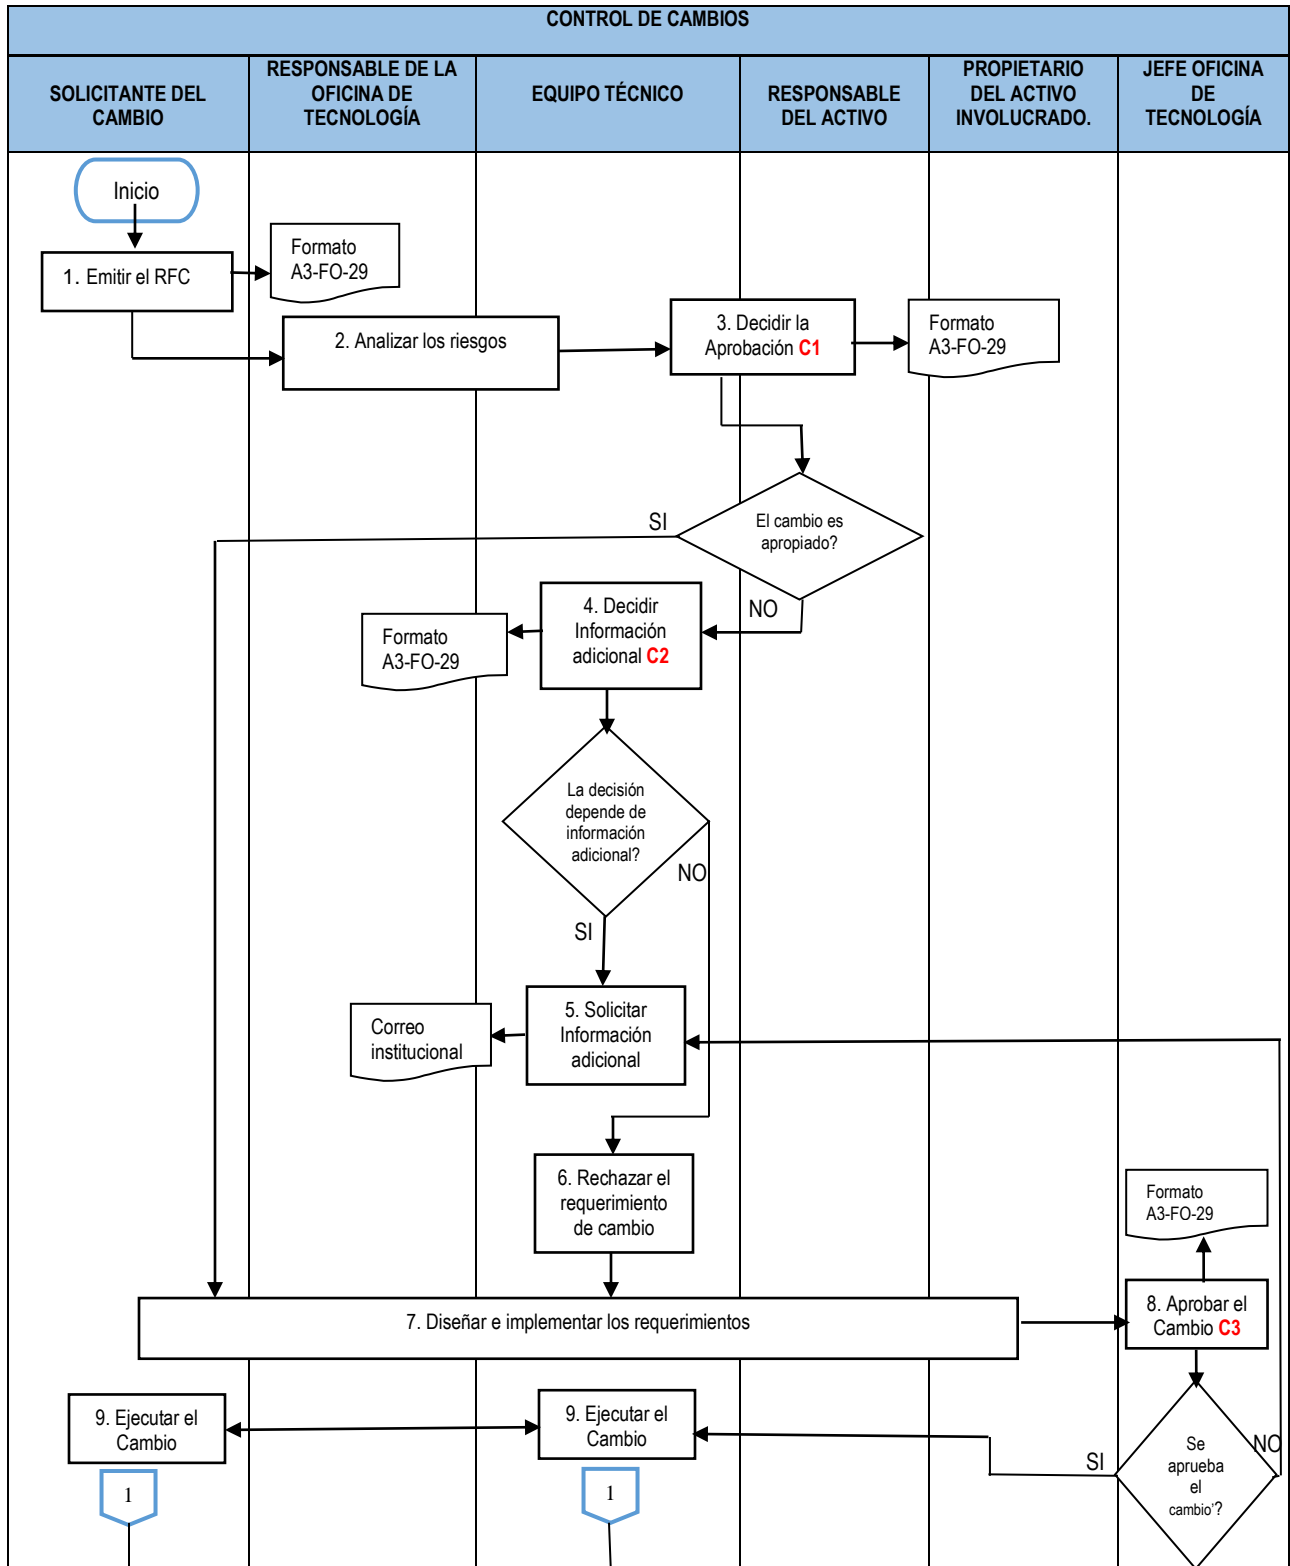 CONTROL DE CAMBIOS
SOLICITANTE DEL
CAMBIO
RESPONSABLE DE LA
OFICINA DE
TECNOLOGÍA
EQUIPO TÉCNICO
RESPONSABLE
DEL ACTIVO
PROPIETARIO
DEL ACTIVO
INVOLUCRADO.
JEFE OFICINA
DE
TECNOLOGÍA
Inicio
1. Emitir el RFC
Formato
A3-FO-29
2. Analizar los riesgos
3. Decidir la
Aprobación C1
Formato
A3-FO-29
El cambio es
apropiado?
SI
NO
4. Decidir
Información
adicional C2
Formato
A3-FO-29
La decisión
depende de
información
adicional?
NO
SI
5. Solicitar
Información
adicional
Correo
institucional
6. Rechazar el
requerimiento
de cambio
Formato
A3-FO-29
7. Diseñar e implementar los requerimientos
8. Aprobar el
Cambio C3
9. Ejecutar el
Cambio
9. Ejecutar el
Cambio
SI
Se
aprueba
el
cambio'?
NO
1
1